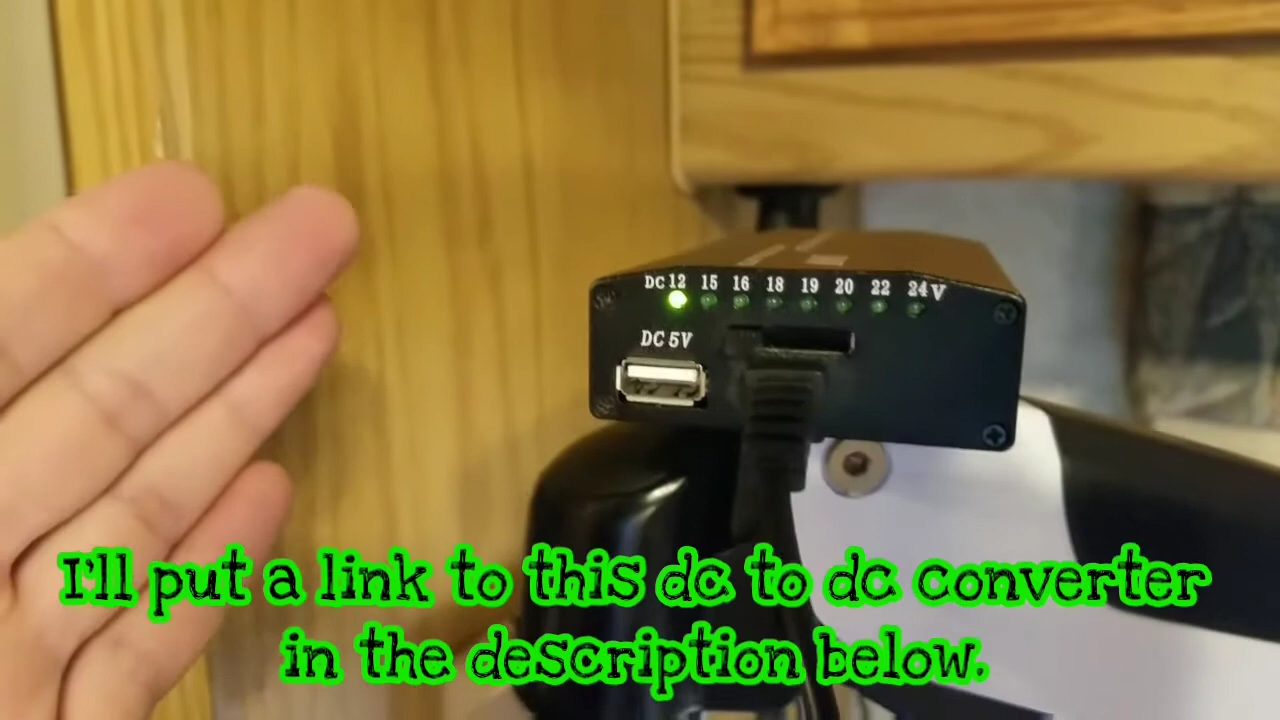 DC 12 15 16 18 19 20 22 24 V
DC 5V
I'll put a link to this dc to dc converter
in the description below.